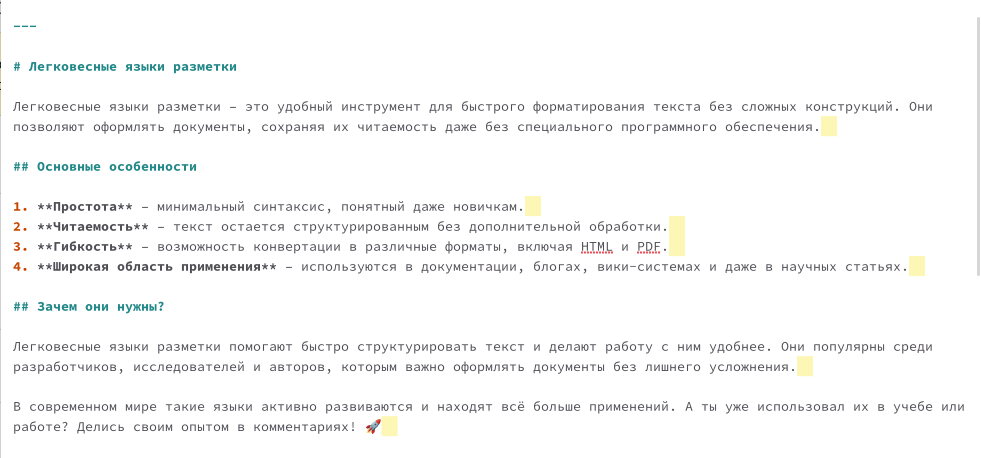 ---
# Легковесные языки разметки
Легковесные языки разметки – это удобный инструмент для быстрого форматирования текста без сложных конструкций. Они
позволяют оформлять документы, сохраняя их читаемость даже без специального программного обеспечения.
## Основные особенности
1. **Простота** – минимальный синтаксис, понятный даже новичкам.
2. **Читаемость** – текст остается структурированным без дополнительной обработки.
3. **Гибкость** – возможность конвертации в различные форматы, включая HTML и PDF.
4. **Широкая область применения** – используются в документации, блогах, вики-системах и даже в научных статьях.
## Зачем они нужны?
Легковесные языки разметки помогают быстро структурировать текст и делают работу с ним удобнее. Они популярны среди
разработчиков, исследователей и авторов, которым важно оформлять документы без лишнего усложнения.
В современном мире такие языки активно развиваются и находят всё больше применений. А ты уже использовал их в учебе или
работе? Делись своим опытом в комментариях! 🚀